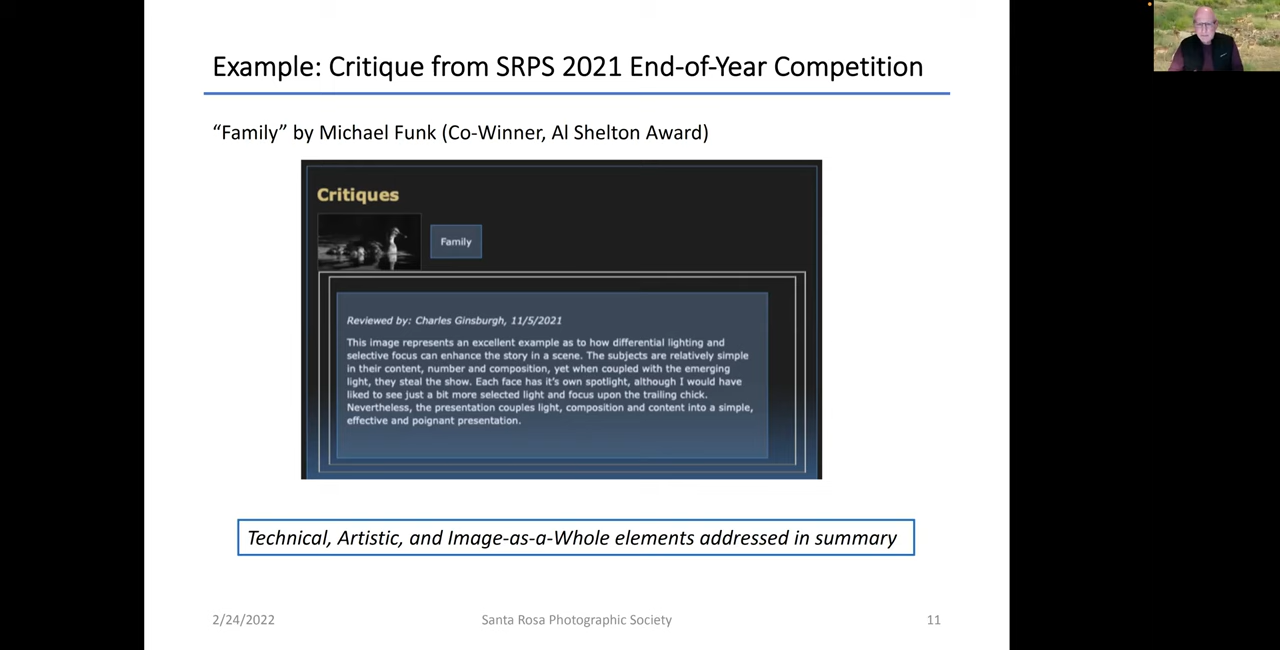 Example: Critique from SRPS 2021 End-of-Year Competition
“Family” by Michael Funk (Co-Winner, Al Shelton Award)
Critiques
Family
Reviewed by: Charles Ginsburgh, 11/5/2021
This image represents an excellent example as to how differential lighting and
selective focus can enhance the story in a scene. The subjects are relatively simple
in their content, number and composition, yet when coupled with the emerging
light, they steal the show. Each face has it's own spotlight, although I would have
liked to see just a bit more selected light and focus upon the trailing chick.
Nevertheless, the presentation couples light, composition and content into a simple,
effective and poignant presentation.
Technical, Artistic, and Image-as-a-Whole elements addressed in summary
2/24/2022
Santa Rosa Photographic Society
11